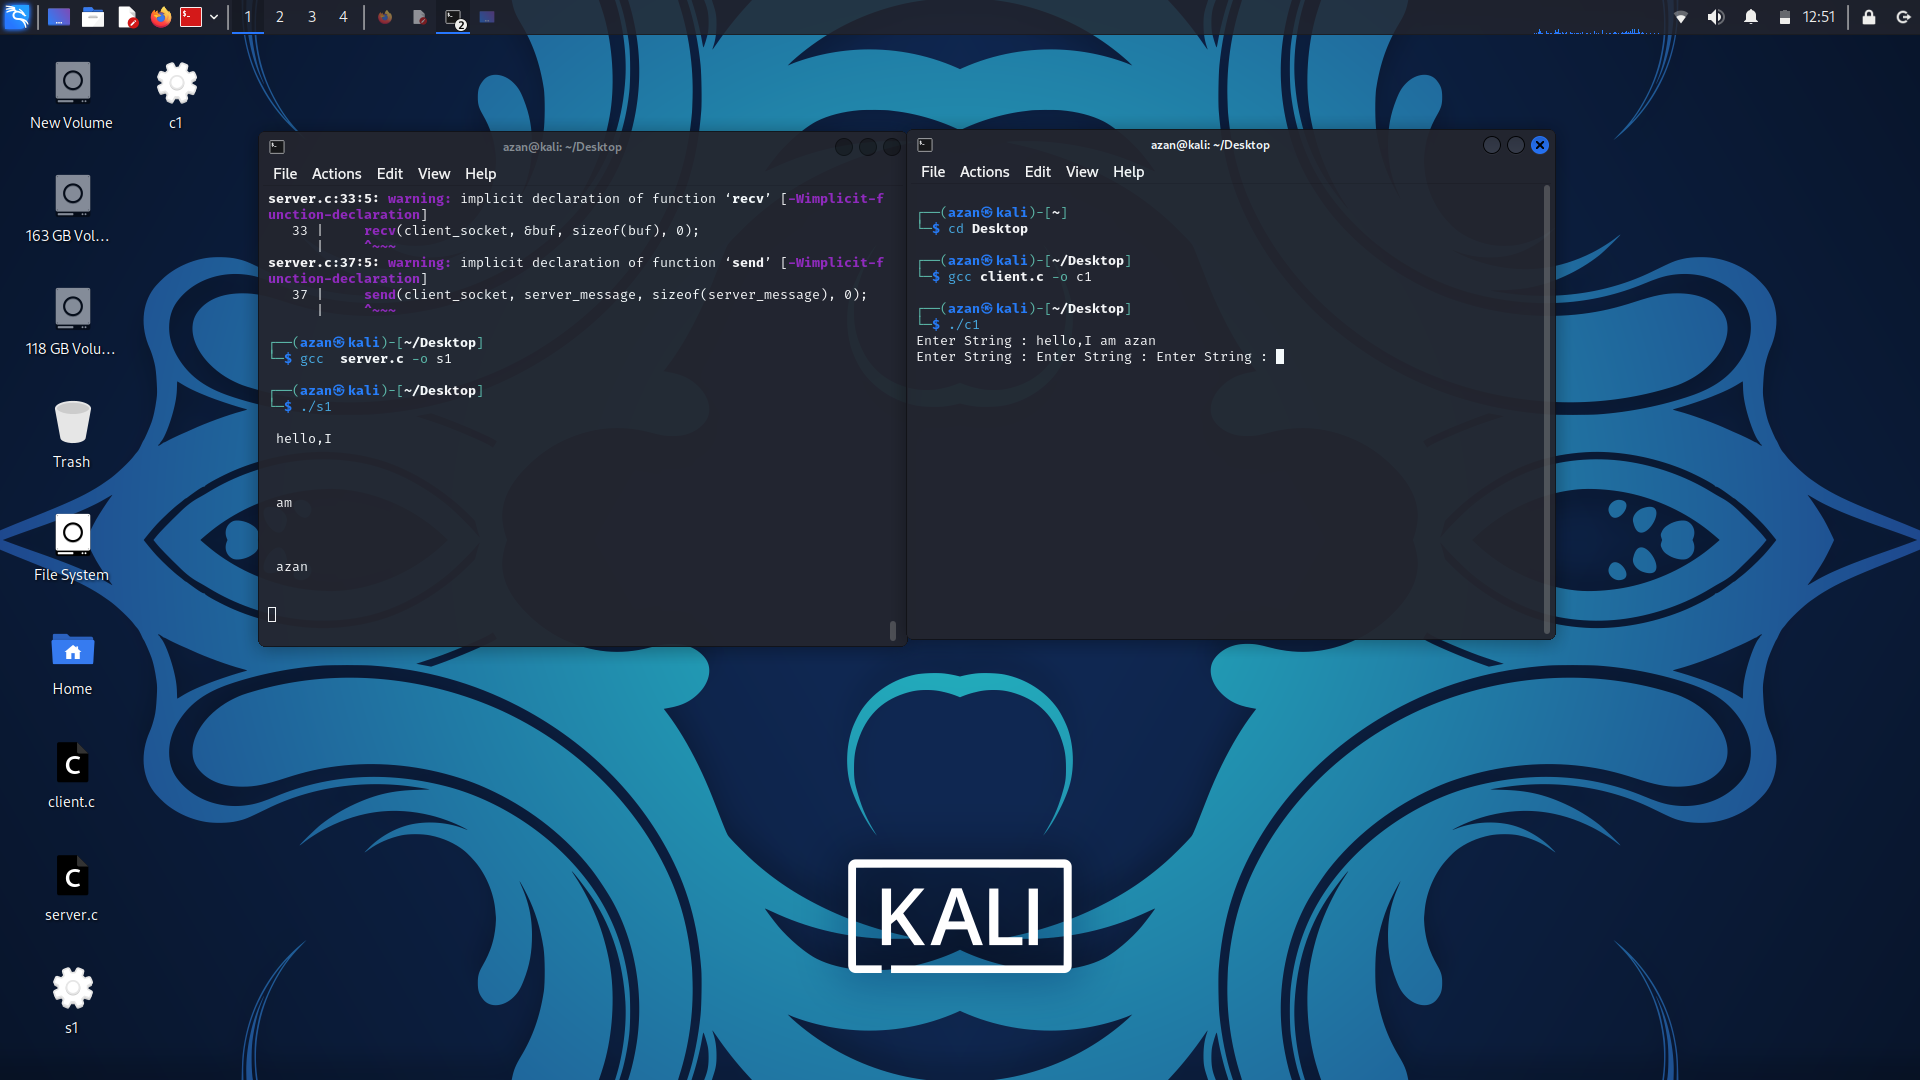 1 2 3 4 2 12:51
New Volume
c1
163 GB Vol...
118 GB Volu...
Trash
File System
Home
client.c
server.c
s1
azan@kali: ~/Desktop
File Actions Edit View Help
server.c:33:5: warning: implicit declaration of function ‘recv’ [-Wimplicit-f
unction-declaration]
33 | recv(client_socket, &buf, sizeof(buf), 0);
| ^~~~
server.c:37:5: warning: implicit declaration of function ‘send’ [-Wimplicit-f
unction-declaration]
37 | send(client_socket, server_message, sizeof(server_message), 0);
| ^~~~
┌──(azan㉿kali)-[~/Desktop]
└─$ gcc  server.c -o s1
┌──(azan㉿kali)-[~/Desktop]
└─$ ./s1
hello,I
am
azan
azan@kali: ~/Desktop
File Actions Edit View Help
┌──(azan㉿kali)-[~]
└─$ cd Desktop
┌──(azan㉿kali)-[~/Desktop]
└─$ gcc client.c -o c1
┌──(azan㉿kali)-[~/Desktop]
└─$ ./c1
Enter String : hello,I am azan
Enter String : Enter String : Enter String :
KALI